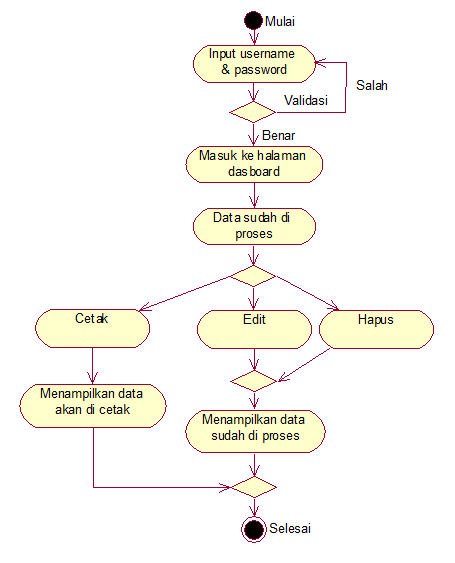 Mulai
Input username
& password
Validasi
Salah
Benar
Masuk ke halaman
dasboard
Data sudah di
proses
Cetak
Edit
Hapus
Menampilkan data
akan di cetak
Menampilkan data
sudah di proses
Selesai